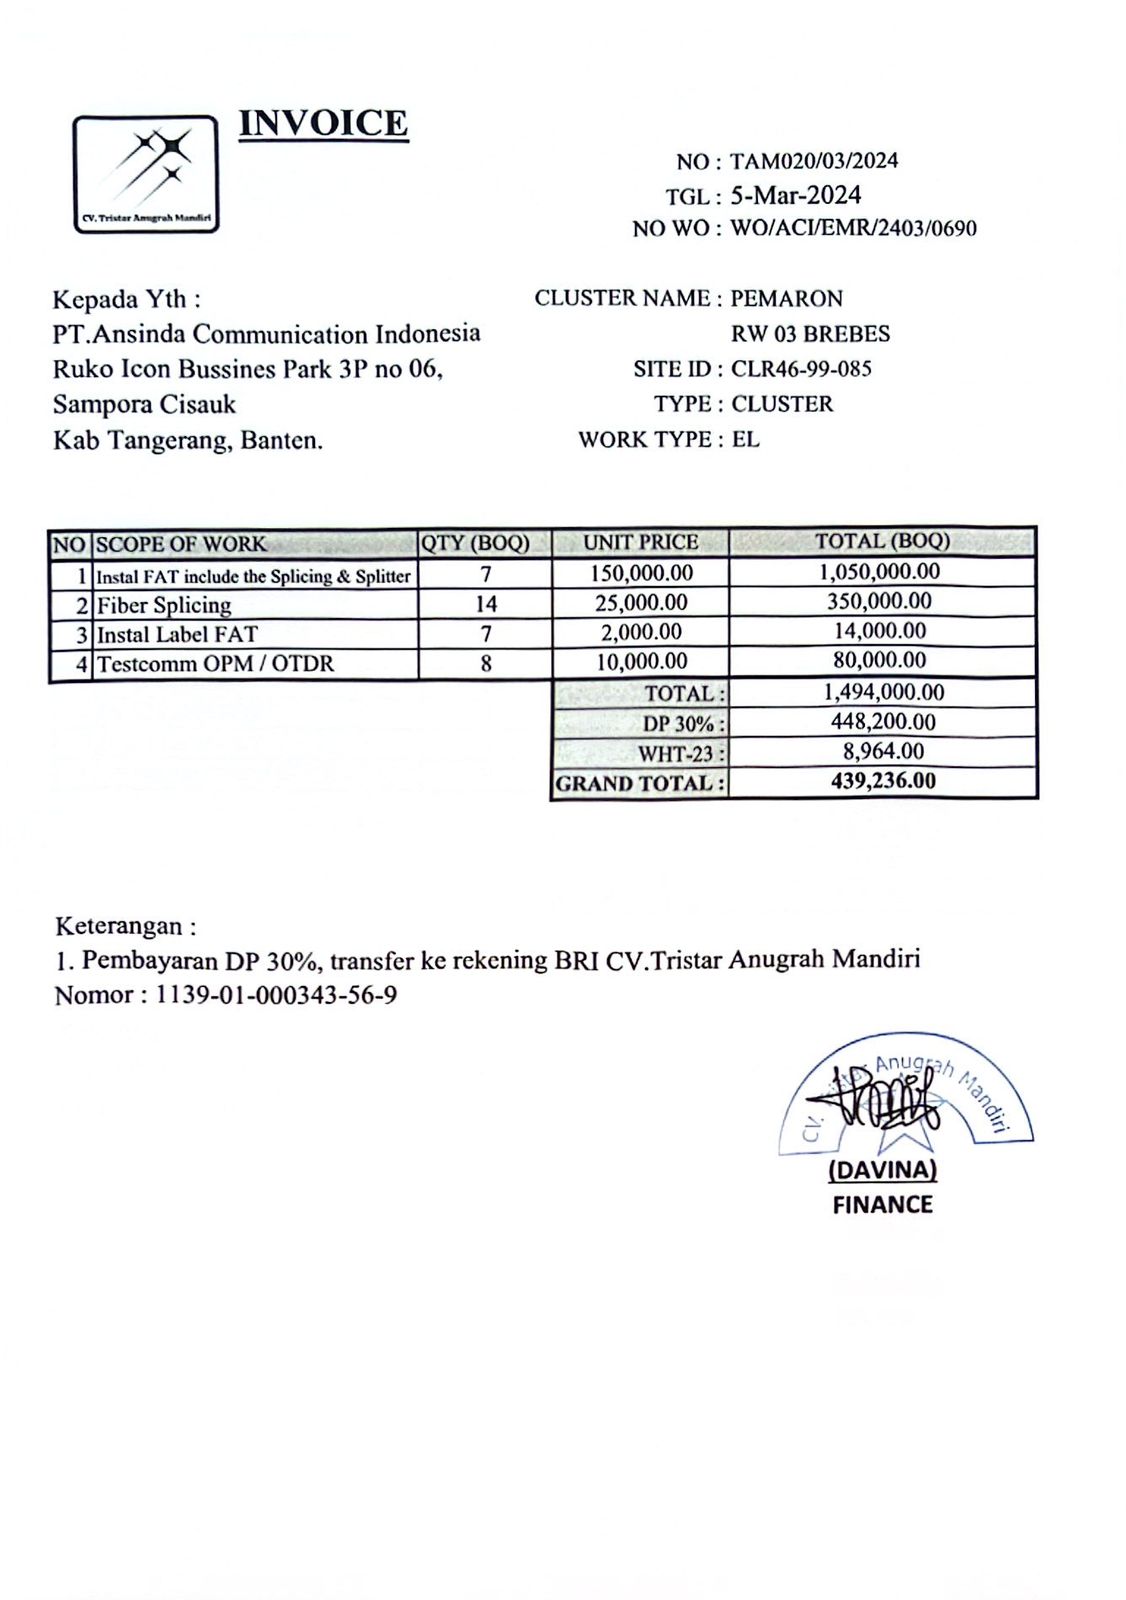 INVOICE
CV. Tristar Anugrah Mandiri
NO : TAM020/03/2024
TGL : 5-Mar-2024
NO WO : WO/ACI/EMR/2403/0690
Kepada Yth :
PT.Ansinda Communication Indonesia
Ruko Icon Bussines Park 3P no 06,
Sampora Cisauk
Kab Tangerang, Banten.
CLUSTER NAME : PEMARON
RW 03 BREBES
SITE ID : CLR46-99-085
TYPE : CLUSTER
WORK TYPE : EL
NO SCOPE OF WORK QTY (BOQ) UNIT PRICE TOTAL (BOQ)
1 Instal FAT include the Splicing & Splitter 7 150,000.00 1,050,000.00
2 Fiber Splicing 14 25,000.00 350,000.00
3 Instal Label FAT 7 2,000.00 14,000.00
4 Testcomm OPM / OTDR 8 10,000.00 80,000.00
TOTAL : 1,494,000.00
DP 30% : 448,200.00
WHT-23 : 8,964.00
GRAND TOTAL : 439,236.00
Keterangan :
1. Pembayaran DP 30%, transfer ke rekening BRI CV.Tristar Anugrah Mandiri
Nomor : 1139-01-000343-56-9
CV. Tristar Anugrah Mandiri
(DAVINA)
FINANCE